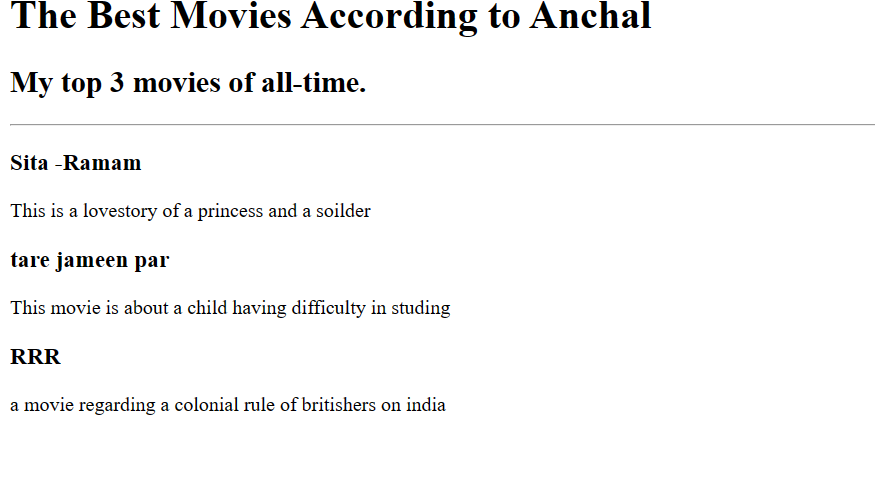 The Best Movies According to Anchal
My top 3 movies of all-time.
Sita -Ramam
This is a lovestory of a princess and a soilder
tare jameen par
This movie is about a child having difficulty in studing
RRR
a movie regarding a colonial rule of britishers on india